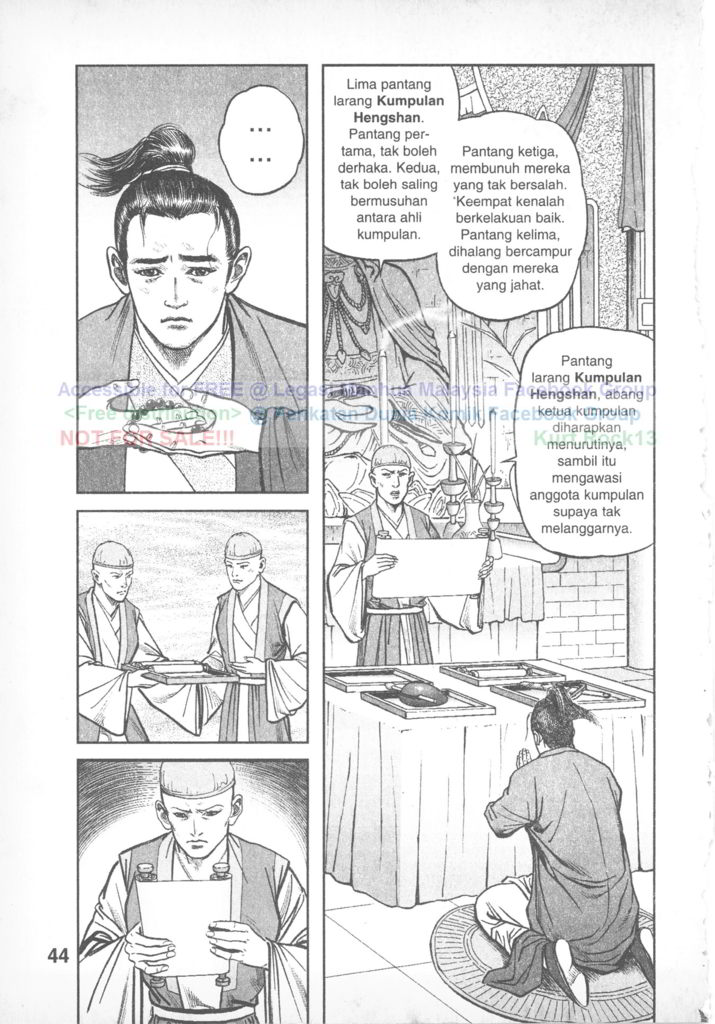 Lima pantang
larang Kumpulan
Hengshan.
Pantang per-
tama, tak boleh
derhaka. Kedua,
tak boleh saling
bermusuhan
antara ahli
kumpulan.
Pantang ketiga,
membunuh mereka
yang tak bersalah.
'Keempat kenalah
berkelakuan baik.
Pantang kelima,
dihalang bercampur
dengan mereka
yang jahat.
Pantang
larang Kumpulan
Hengshan, abang
ketua kumpulan
diharapkan
menurutinya,
sambil itu
mengawasi
anggota kumpulan
supaya tak
melanggarnya.
...
...
Accessible for FREE @ Legasi Manhua Malaysia Facebook Group
<Free Distribution> @ Perikatan Dunia Komik Facebook Group
NOT FOR SALE!!! Kurt Rock13
44